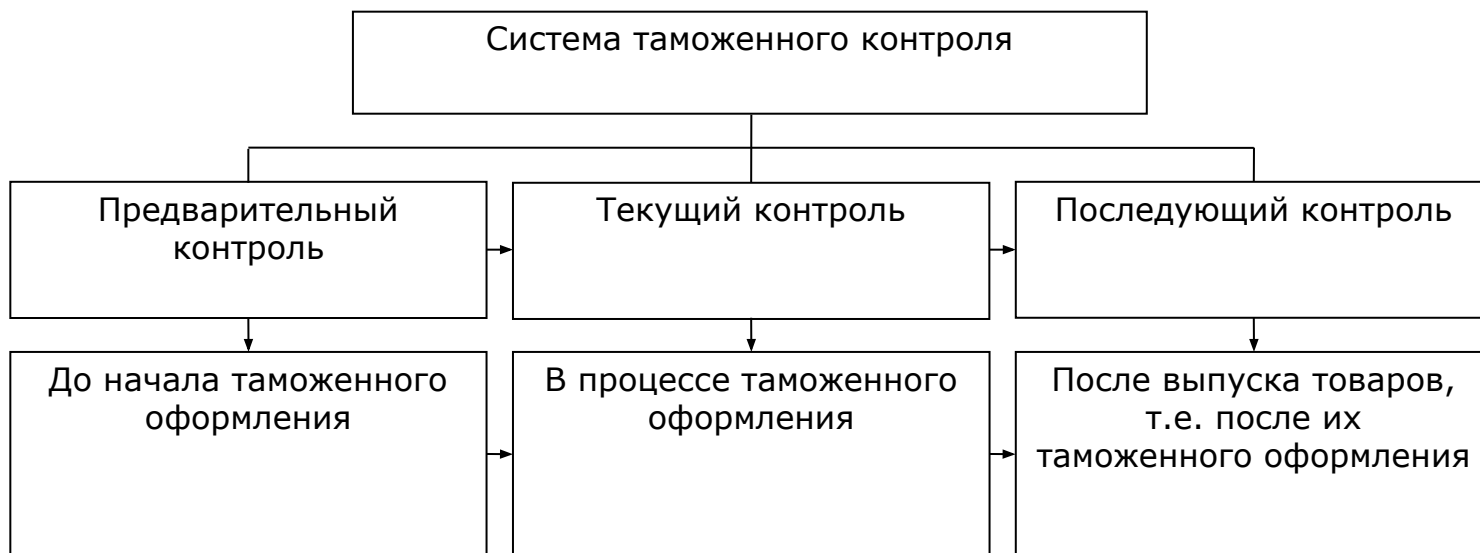 Система таможенного контроля
Предварительный
контроль
Текущий контроль
Последующий контроль
До начала таможенного
оформления
В процессе таможенного
оформления
После выпуска товаров,
т.е. после их
таможенного оформления